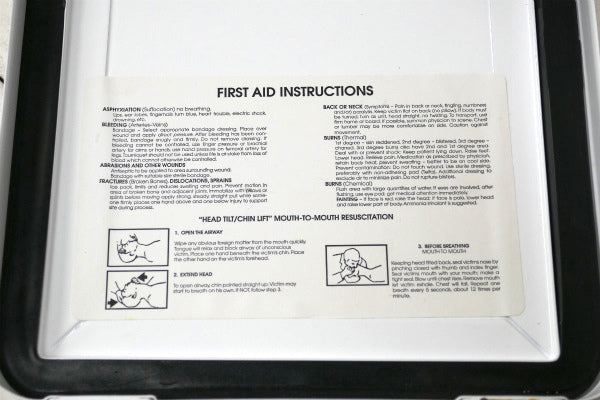 FIRST AID INSTRUCTIONS
ASPHYXIATION (Suffocation) no breathing.
Lips, ear lobes, fingernails turn blue, heart trouble, electric shock,
drowning, etc.
BLEEDING (Arteries-Veins)
Bandage - Select appropriate bandage dressing. Place over
wound and apply direct pressure. After bleeding has been con-
trolled, bandage snugly and firmly. Do not remove dressing. If
bleeding cannot be controlled, use finger pressure or brachial
artery for arms or hands, use hand pressure on femoral artery for
legs. Tourniquet should not be used unless life is at stake from loss of
blood which cannot otherwise be controlled.
ABRASIONS AND OTHER WOUNDS
Antiseptic to be applied to area surrounding wound.
Bandage with suitable size sterile bandage.
FRACTURES (Broken Bones), DISLOCATIONS, SPRAINS
Ice pack, limits and reduces swelling and pain. Prevent motion in
area of broken bone and adjacent joints. Immobilize with pillows or
splints before moving apply strong, steady straight pull while some-
one firmly places one hand above and one below injury to support
site during process.
BACK OR NECK (Symptoms - Pain in back or neck, tingling, numbness
and/or) paralysis. Keep victim flat on back (no pillow). If body must
be turned, turn as unit, head straight, no twisting. To transport, use
firm frame or board. If possible, summon physician to scene. Chest
or lumbar may be more comfortable on side. Caution against
movement.
BURNS (Thermal)
1st degree - skin reddened, 2nd degree - blistered, 3rd degree -
charred. 3rd degree burns also have 2nd and 1st degree areas.
Deal with or prevent shock: Keep patient lying down. Raise feet.
Lower head. Relieve pain. Medication as prescribed by physician,
retain body heat, prevent sweating - better to be on cool side.
Prevent contamination. Do not touch wound. Use sterile dressing,
preferably with non-adhering pad (Telfa). Additional dressing to
exclude air to minimize pain. Do not rupture blisters.
BURNS (Chemical)
Flush area with large quantities of water. If eyes are involved, after
flushing, use eye pad; get medical attention immediately.
FAINTING - If face is red, raise the head; if face is pale, lower head
and raise lower part of body. Ammonia inhalant is suggested.
"HEAD TILT/CHIN LIFT" MOUTH-TO-MOUTH RESUSCITATION
1. OPEN THE AIRWAY
Wipe any obvious foreign matter from the mouth quickly.
Tongue will relax and block airway of unconscious
victim. Place one hand beneath the victim's chin. Place
the other hand on the victim's forehead.
2. EXTEND HEAD
To open airway, chin pointed straight up. Victim may
start to breath on his own. If NOT, follow step 3.
3. BEFORE BREATHING
MOUTH TO MOUTH
Keeping head tilted back, seal victim's nose by
pinching closed with thumb and index finger.
Seal victim's mouth with your mouth; make a
tight seal. Blow until chest rises. Remove mouth
let victim exhale. Chest will fall. Repeat one
breath every 5 seconds, about 12 times per
minute.